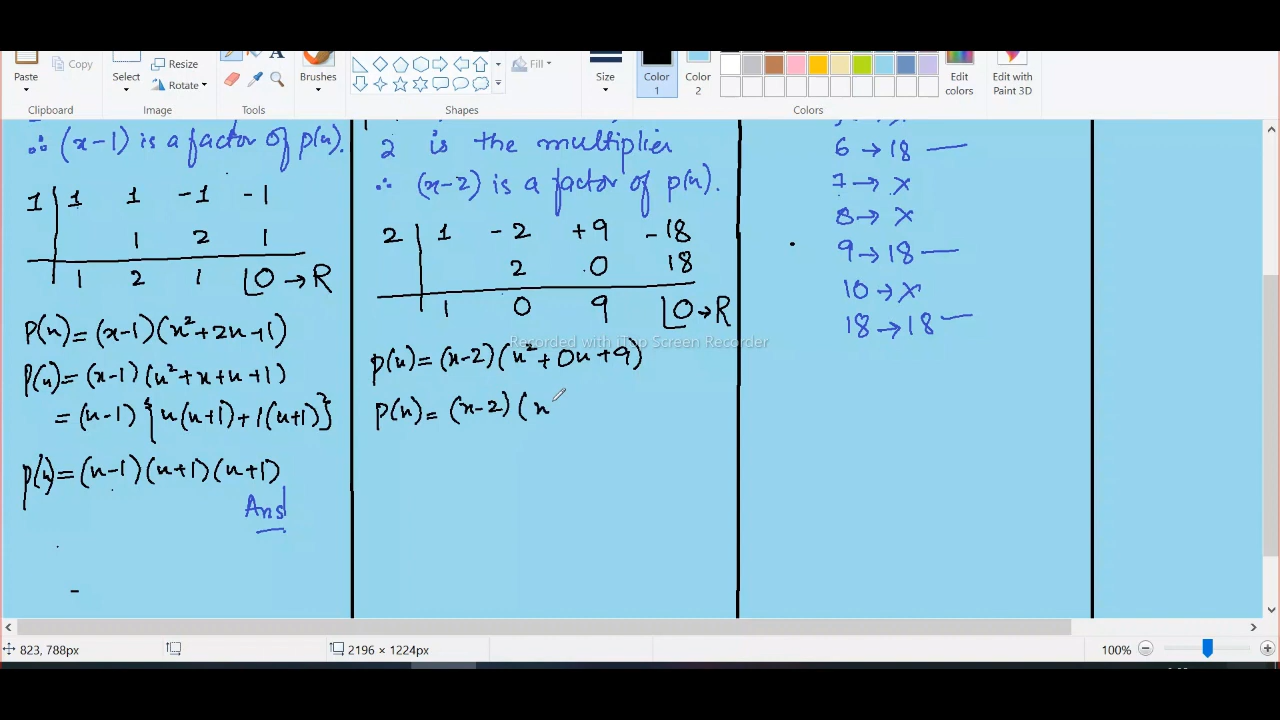 Paste
Copy
Select
Resize
Rotate
Brushes
Fill
Size
Color 1
Color 2
Edit colors
Edit with Paint 3D
Clipboard
Image
Tools
Shapes
Colors
∴ (x-1) is a factor of p(x).
1 | 1 1 -1 -1
1 2 1
1 2 1 ⌊0 → R
P(x) = (x-1)(x²+2x+1)
P(x) = (x-1)(x²+x+x+1)
= (x-1){x(x+1)+1(x+1)}
p(x) = (x-1)(x+1)(x+1)
Ans
2 is the multiplier
∴ (x-2) is a factor of p(x).
2 | 1 -2 +9 -18
2 0 18
1 0 9 ⌊0 → R
Recorded with iTop Screen Recorder
p(x) = (x-2)(x²+0x+9)
p(x) = (x-2)(x
6 → 18 —
7 → ×
8 → ×
9 → 18 —
10 → ×
18 → 18 —
823, 788px
2196 × 1224px
100%